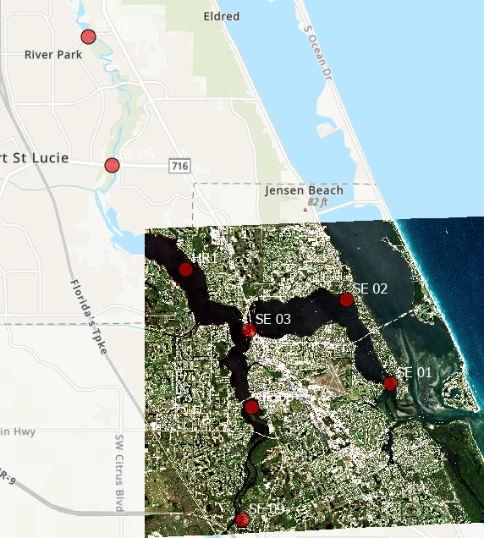 Eldred
SE 12
River Park
S Ocean Dr
rt St Lucie
SE 06
716
Jensen Beach
82 ft
HR1
SE 02
Florida's Tpke
SE 03
SE 01
in Hwy
SW Citrus Blvd
R-9
SE 09